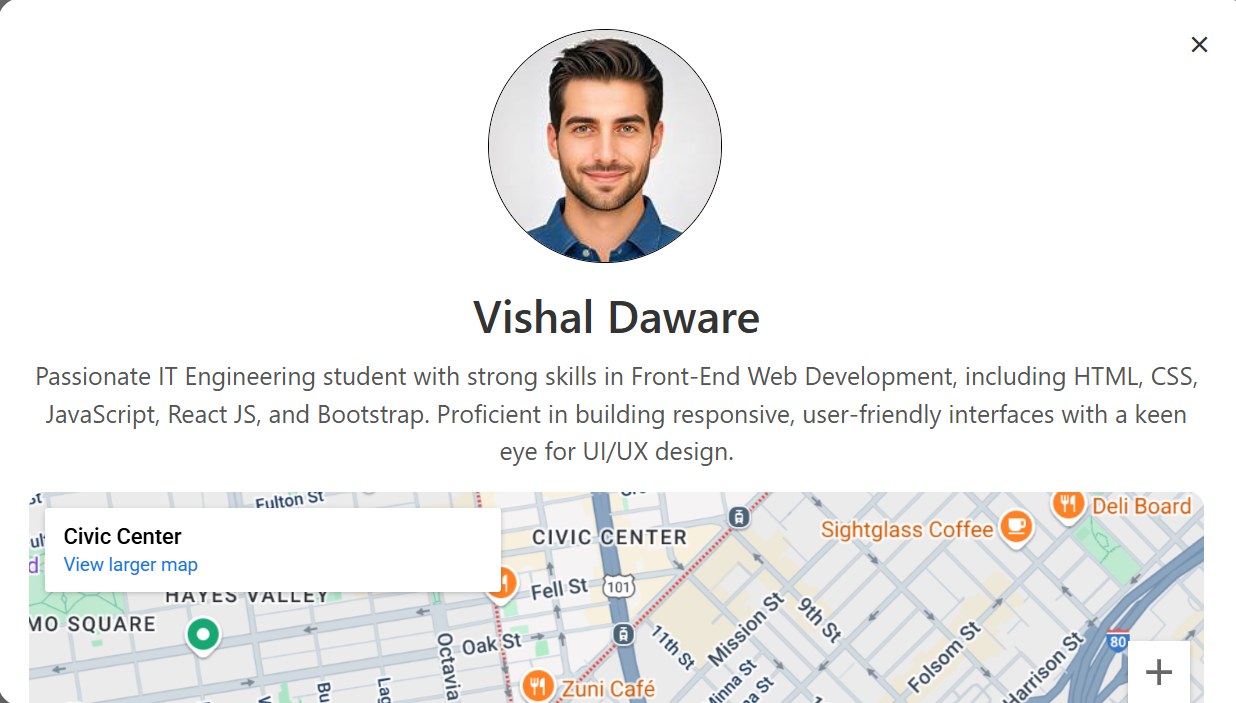 Vishal Daware
Passionate IT Engineering student with strong skills in Front-End Web Development, including HTML, CSS,
JavaScript, React JS, and Bootstrap. Proficient in building responsive, user-friendly interfaces with a keen
eye for UI/UX design.
Fulton St
Deli Board
Civic Center
View larger map
CIVIC CENTER
Sightglass Coffee
HAYES VALLEY
Fell St
101
MO SQUARE
Octavia
Oak St
11th St
Mission St
9th St
Folsom St
Harrison St
80
Minna St
Zuni Café